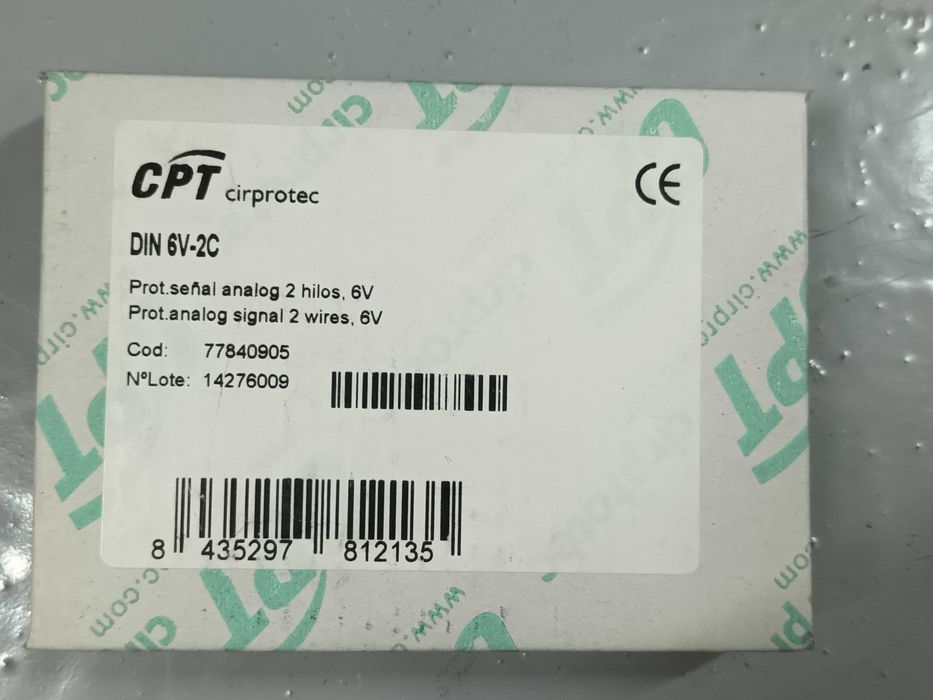 CPT cirprotec
CE
DIN 6V-2C
Prot.señal analog 2 hilos, 6V
Prot.analog signal 2 wires, 6V
Cod: 77840905
NºLote: 14276009
8 435297 812135